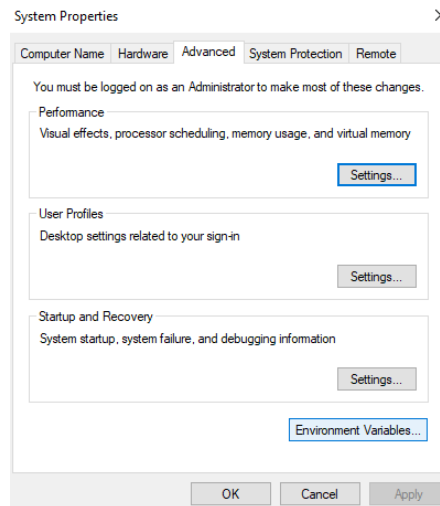 System Properties
Computer Name Hardware Advanced System Protection Remote
You must be logged on as an Administrator to make most of these changes.
Performance
Visual effects, processor scheduling, memory usage, and virtual memory
Settings...
User Profiles
Desktop settings related to your sign-in
Settings...
Startup and Recovery
System startup, system failure, and debugging information
Settings...
Environment Variables...
OK Cancel Apply